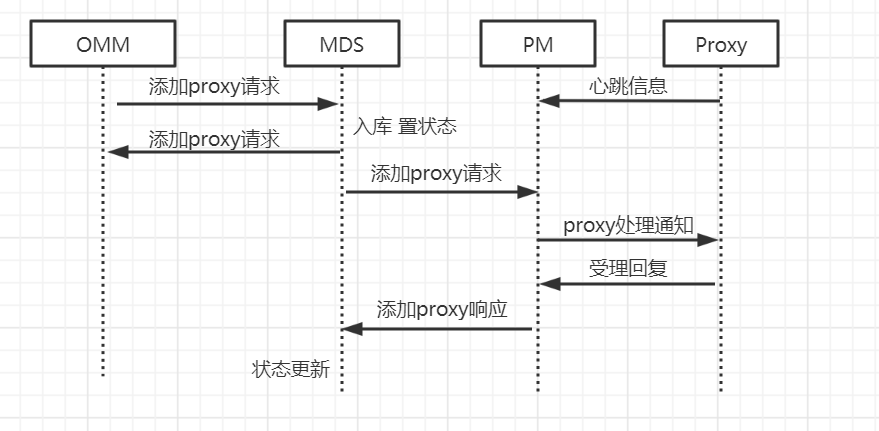 OMM
MDS
PM
Proxy
添加proxy请求
心跳信息
入库 置状态
添加proxy请求
添加proxy请求
proxy处理通知
受理回复
添加proxy响应
状态更新